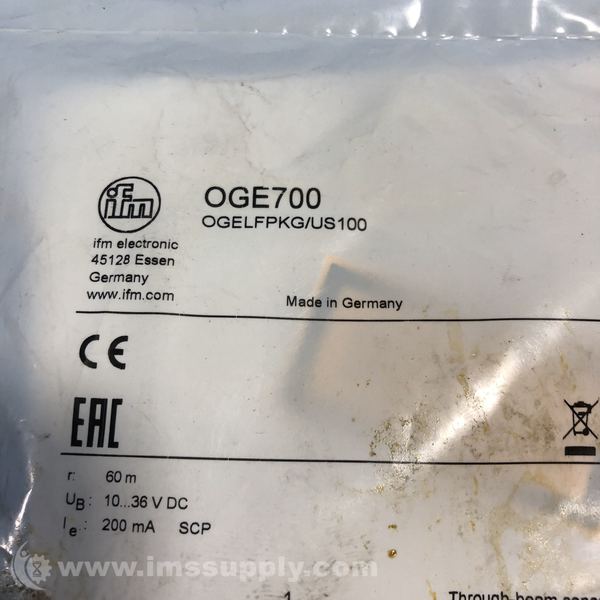 ifm
OGE700
OGELFPKG/US100
ifm electronic
45128 Essen
Germany
www.ifm.com
Made in Germany
CE
EAC
r: 60 m
UB: 10...36 V DC
Ie: 200 mA SCP
www.imssupply.com
1
Through-beam